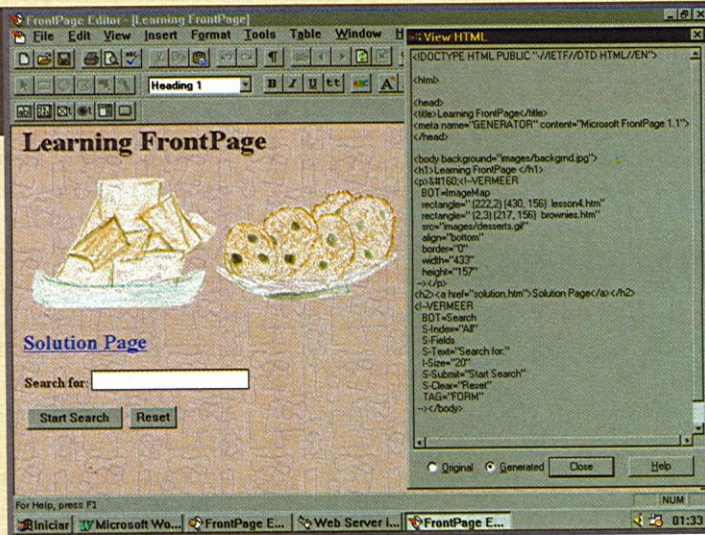 FrontPage Editor - [Learning FrontPage]
File Edit View Insert Format Tools Table Window H
Heading 1
B I U tt ABC A
Learning FrontPage
Solution Page
Search for:
Start Search Reset
View HTML
<!DOCTYPE HTML PUBLIC "-//IETF//DTD HTML//EN">
<html>
<head>
<title>Learning FrontPage</title>
<meta name="GENERATOR" content="Microsoft FrontPage 1.1">
</head>
<body background="images/backgrnd.jpg">
<h1>Learning FrontPage </h1>
<p>&#160;<!--VERMEER
BOT=ImageMap
rectangle=" (222,2) (430, 156)  lesson4.htm"
rectangle=" (2,3) (217, 156)  brownies.htm"
src="images/desserts.gif"
align="bottom"
border="0"
width="433"
height="157"
--></p>
<h2><a href="solution.htm">Solution Page</a></h2>
<!--VERMEER
BOT=Search
S-Index="All"
S-Fields
S-Text="Search for:"
I-Size="20"
S-Submit="Start Search"
S-Clear="Reset"
TAG="FORM"
--></body>
Original Generated Close Help
For Help, press F1
NUM
Iniciar Microsoft Wo... FrontPage E... Web Server i... FrontPage E... 01:33